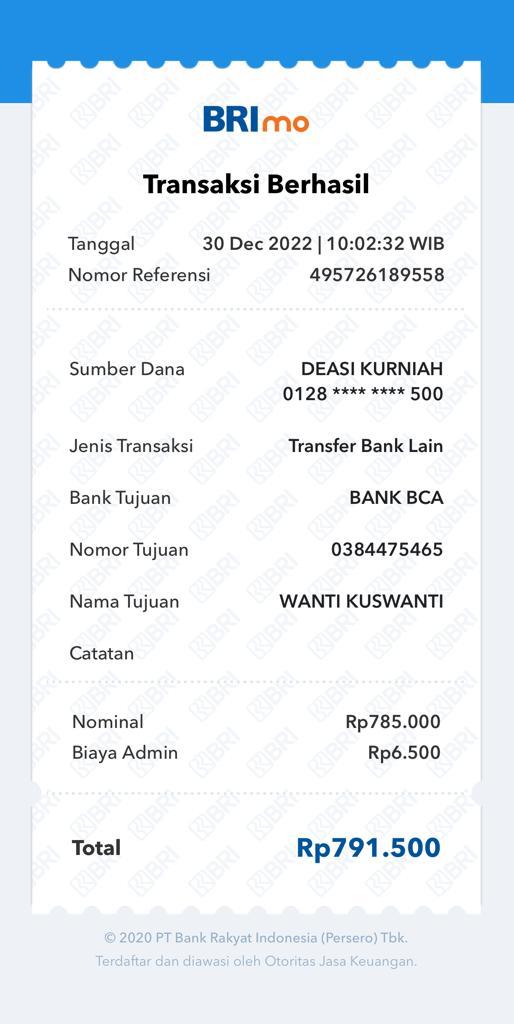 BRImo
Transaksi Berhasil
Tanggal 30 Dec 2022 | 10:02:32 WIB
Nomor Referensi 495726189558
Sumber Dana DEASI KURNIAH
0128 **** **** 500
Jenis Transaksi Transfer Bank Lain
Bank Tujuan BANK BCA
Nomor Tujuan 0384475465
Nama Tujuan WANTI KUSWANTI
Catatan
Nominal Rp785.000
Biaya Admin Rp6.500
Total Rp791.500
© 2020 PT Bank Rakyat Indonesia (Persero) Tbk.
Terdaftar dan diawasi oleh Otoritas Jasa Keuangan.